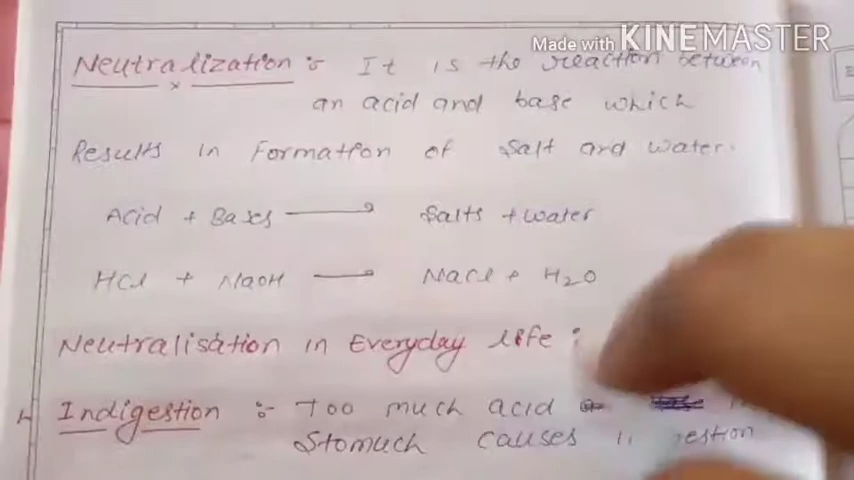 Made with KINEMASTER
Neutralization :- It is the reaction between
an acid and base which
Results in Formation of Salt and water.
Acid + Bases → Salts + water
HCl + NaOH → NaCl + H2O
Neutralisation in Everyday life :
Indigestion :- Too much acid
Stomuch causes